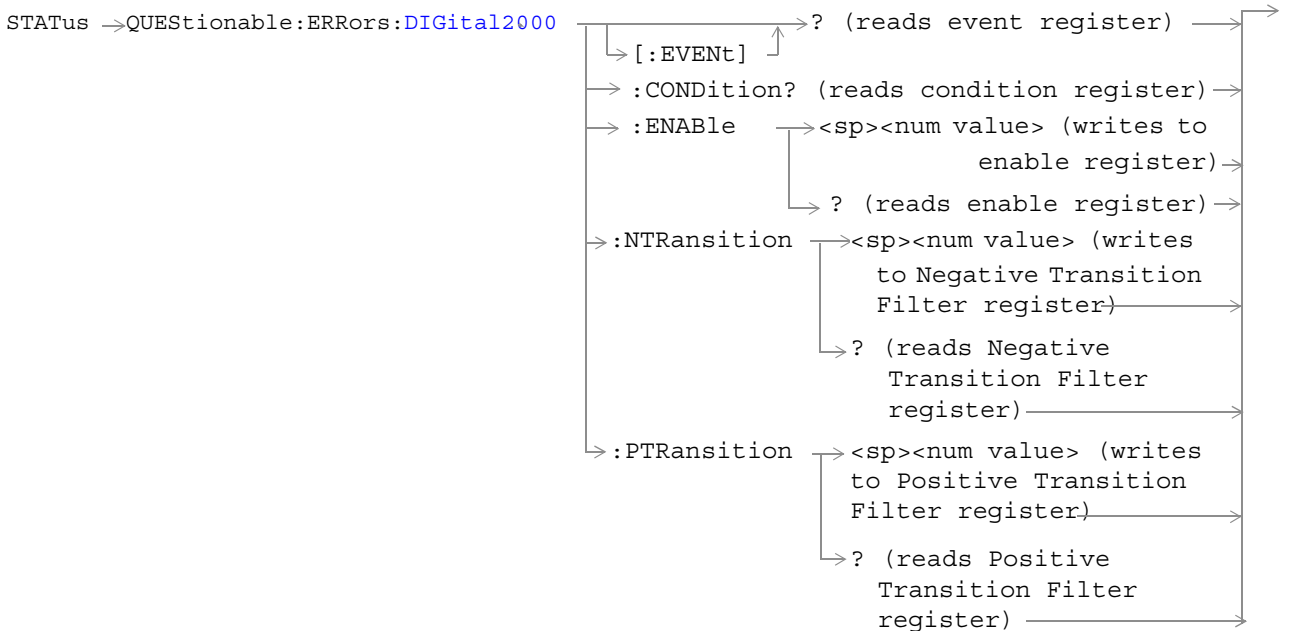 STATus QUEStionable:ERRors:DIGital2000 ? (reads event register)
[:EVENt]
:CONDition? (reads condition register)
:ENABle <sp><num value> (writes to
enable register)
? (reads enable register)
:NTRansition <sp><num value> (writes
to Negative Transition
Filter register)
? (reads Negative
Transition Filter
register)
:PTRansition <sp><num value> (writes
to Positive Transition
Filter register)
? (reads Positive
Transition Filter
register)